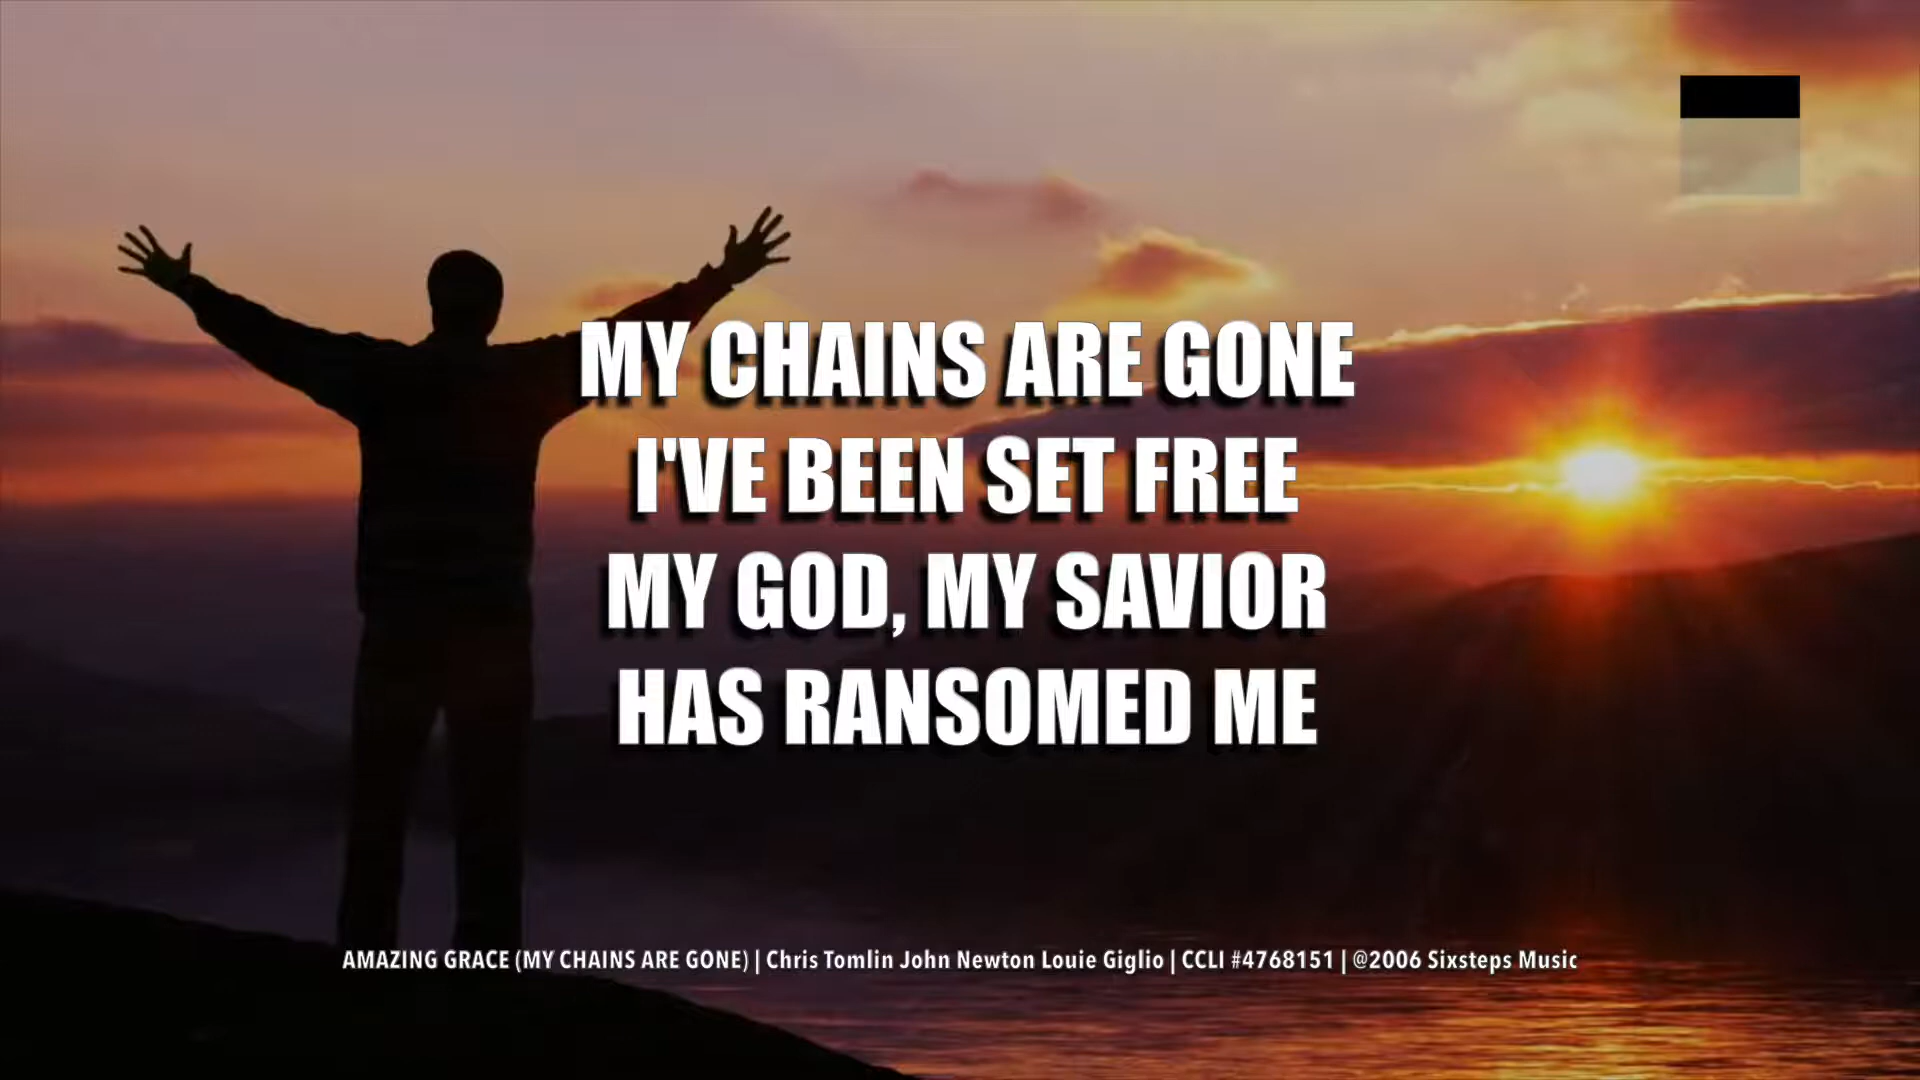 MY CHAINS ARE GONE
I'VE BEEN SET FREE
MY GOD, MY SAVIOR
HAS RANSOMED ME
AMAZING GRACE (MY CHAINS ARE GONE) | Chris Tomlin John Newton Louie Giglio | CCLI #4768151 | @2006 Sixsteps Music